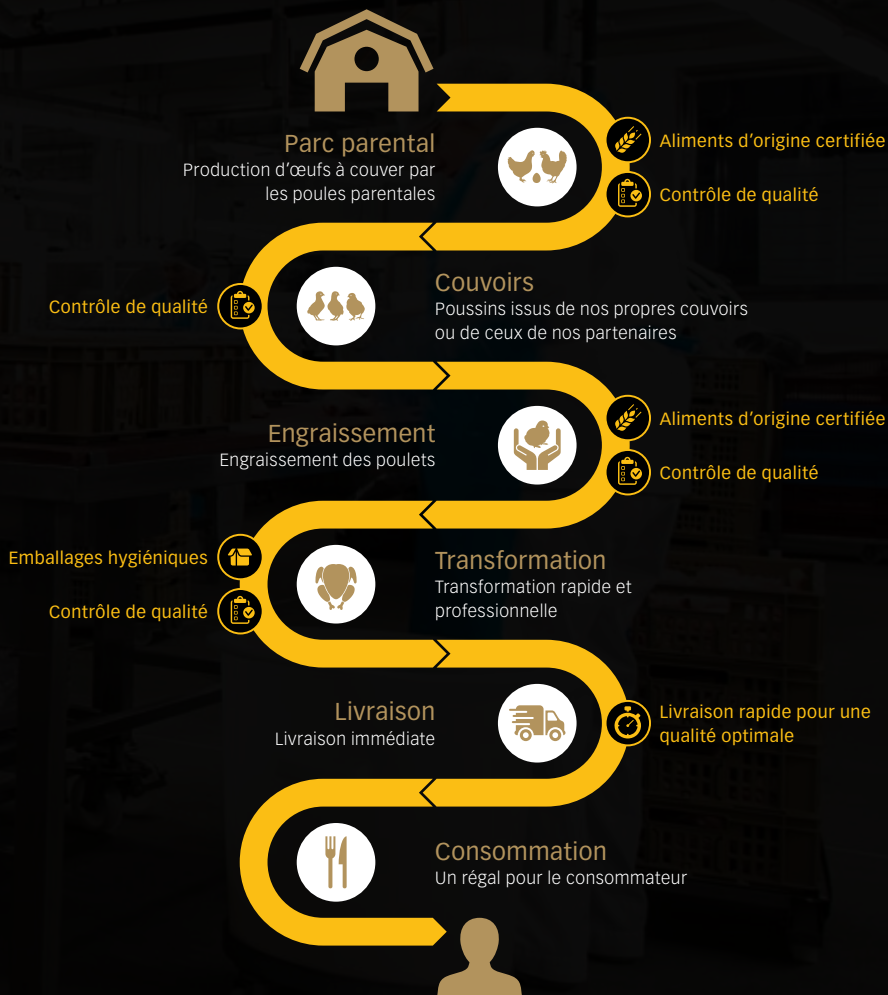 Parc parental
Production d’œufs à couver par
les poules parentales
Aliments d’origine certifiée
Contrôle de qualité
Contrôle de qualité
Couvoirs
Poussins issus de nos propres couvoirs
ou de ceux de nos partenaires
Engraissement
Engraissement des poulets
Aliments d’origine certifiée
Contrôle de qualité
Emballages hygiéniques
Contrôle de qualité
Transformation
Transformation rapide et
professionnelle
Livraison
Livraison immédiate
Livraison rapide pour une
qualité optimale
Consommation
Un régal pour le consommateur